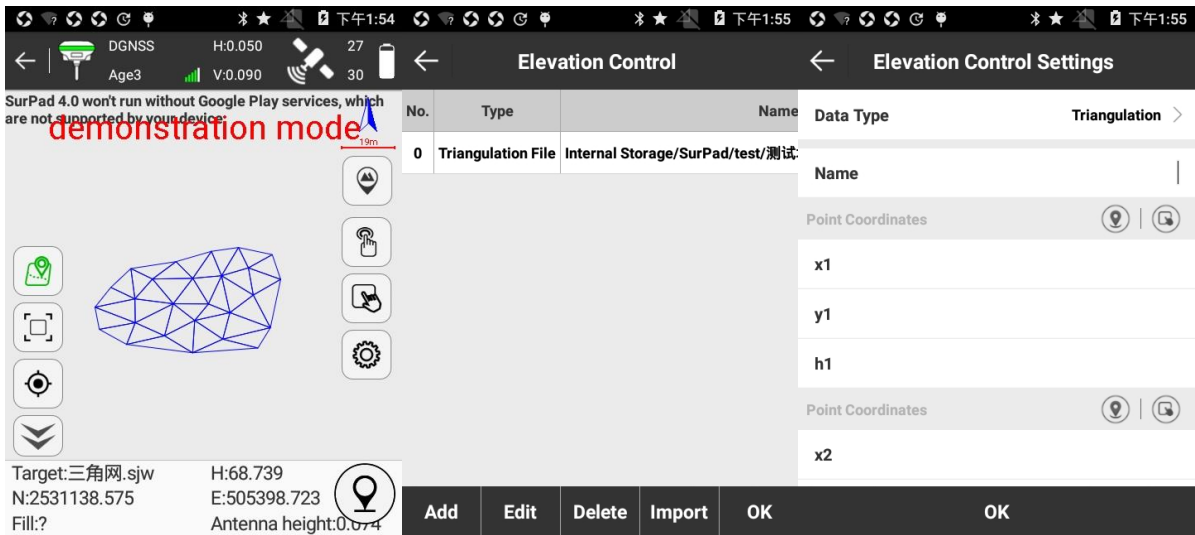 下午1:54
DGNSS H:0.050 27
Age3 V:0.090 30
SurPad 4.0 won't run without Google Play services, which
are not supported by your device.
demonstration mode
19m
Target:三角网.sjw H:68.739
N:2531138.575 E:505398.723
Fill:? Antenna height:0.074
下午1:55
Elevation Control
No. Type Name
0 Triangulation File Internal Storage/SurPad/test/测试
Add Edit Delete Import OK
下午1:55
Elevation Control Settings
Data Type Triangulation
Name
Point Coordinates
x1
y1
h1
Point Coordinates
x2
OK